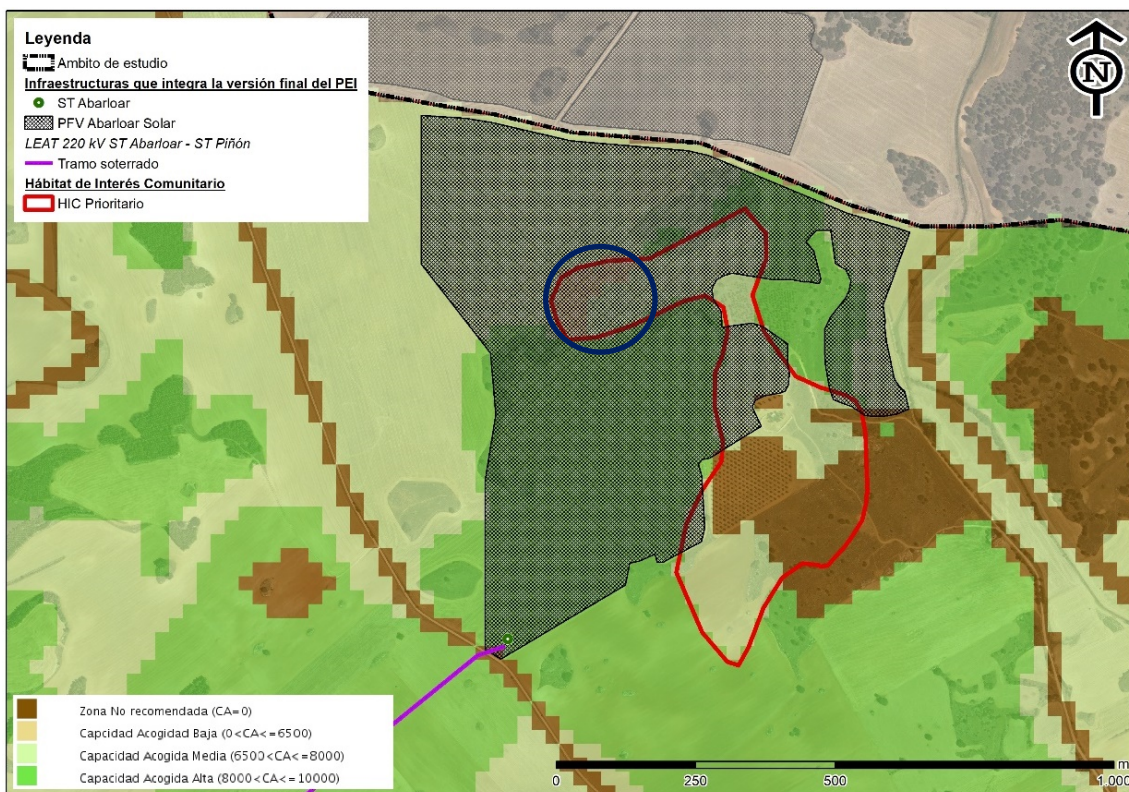 Leyenda
Ambito de estudio
Infraestructuras que integra la versión final del PEI
ST Abarloar
PFV Abarloar Solar
LEAT 220 kV ST Abarloar - ST Piñón
Tramo soterrado
Hábitat de Interés Comunitario
HIC Prioritario
N
Zona No recomendada (CA=0)
Capcidad Acogidad Baja (0<CA<=6500)
Capacidad Acogida Media (6500<CA<=8000)
Capacidad Acogida Alta (8000<CA<=10000)
m
0 250 500 1.000